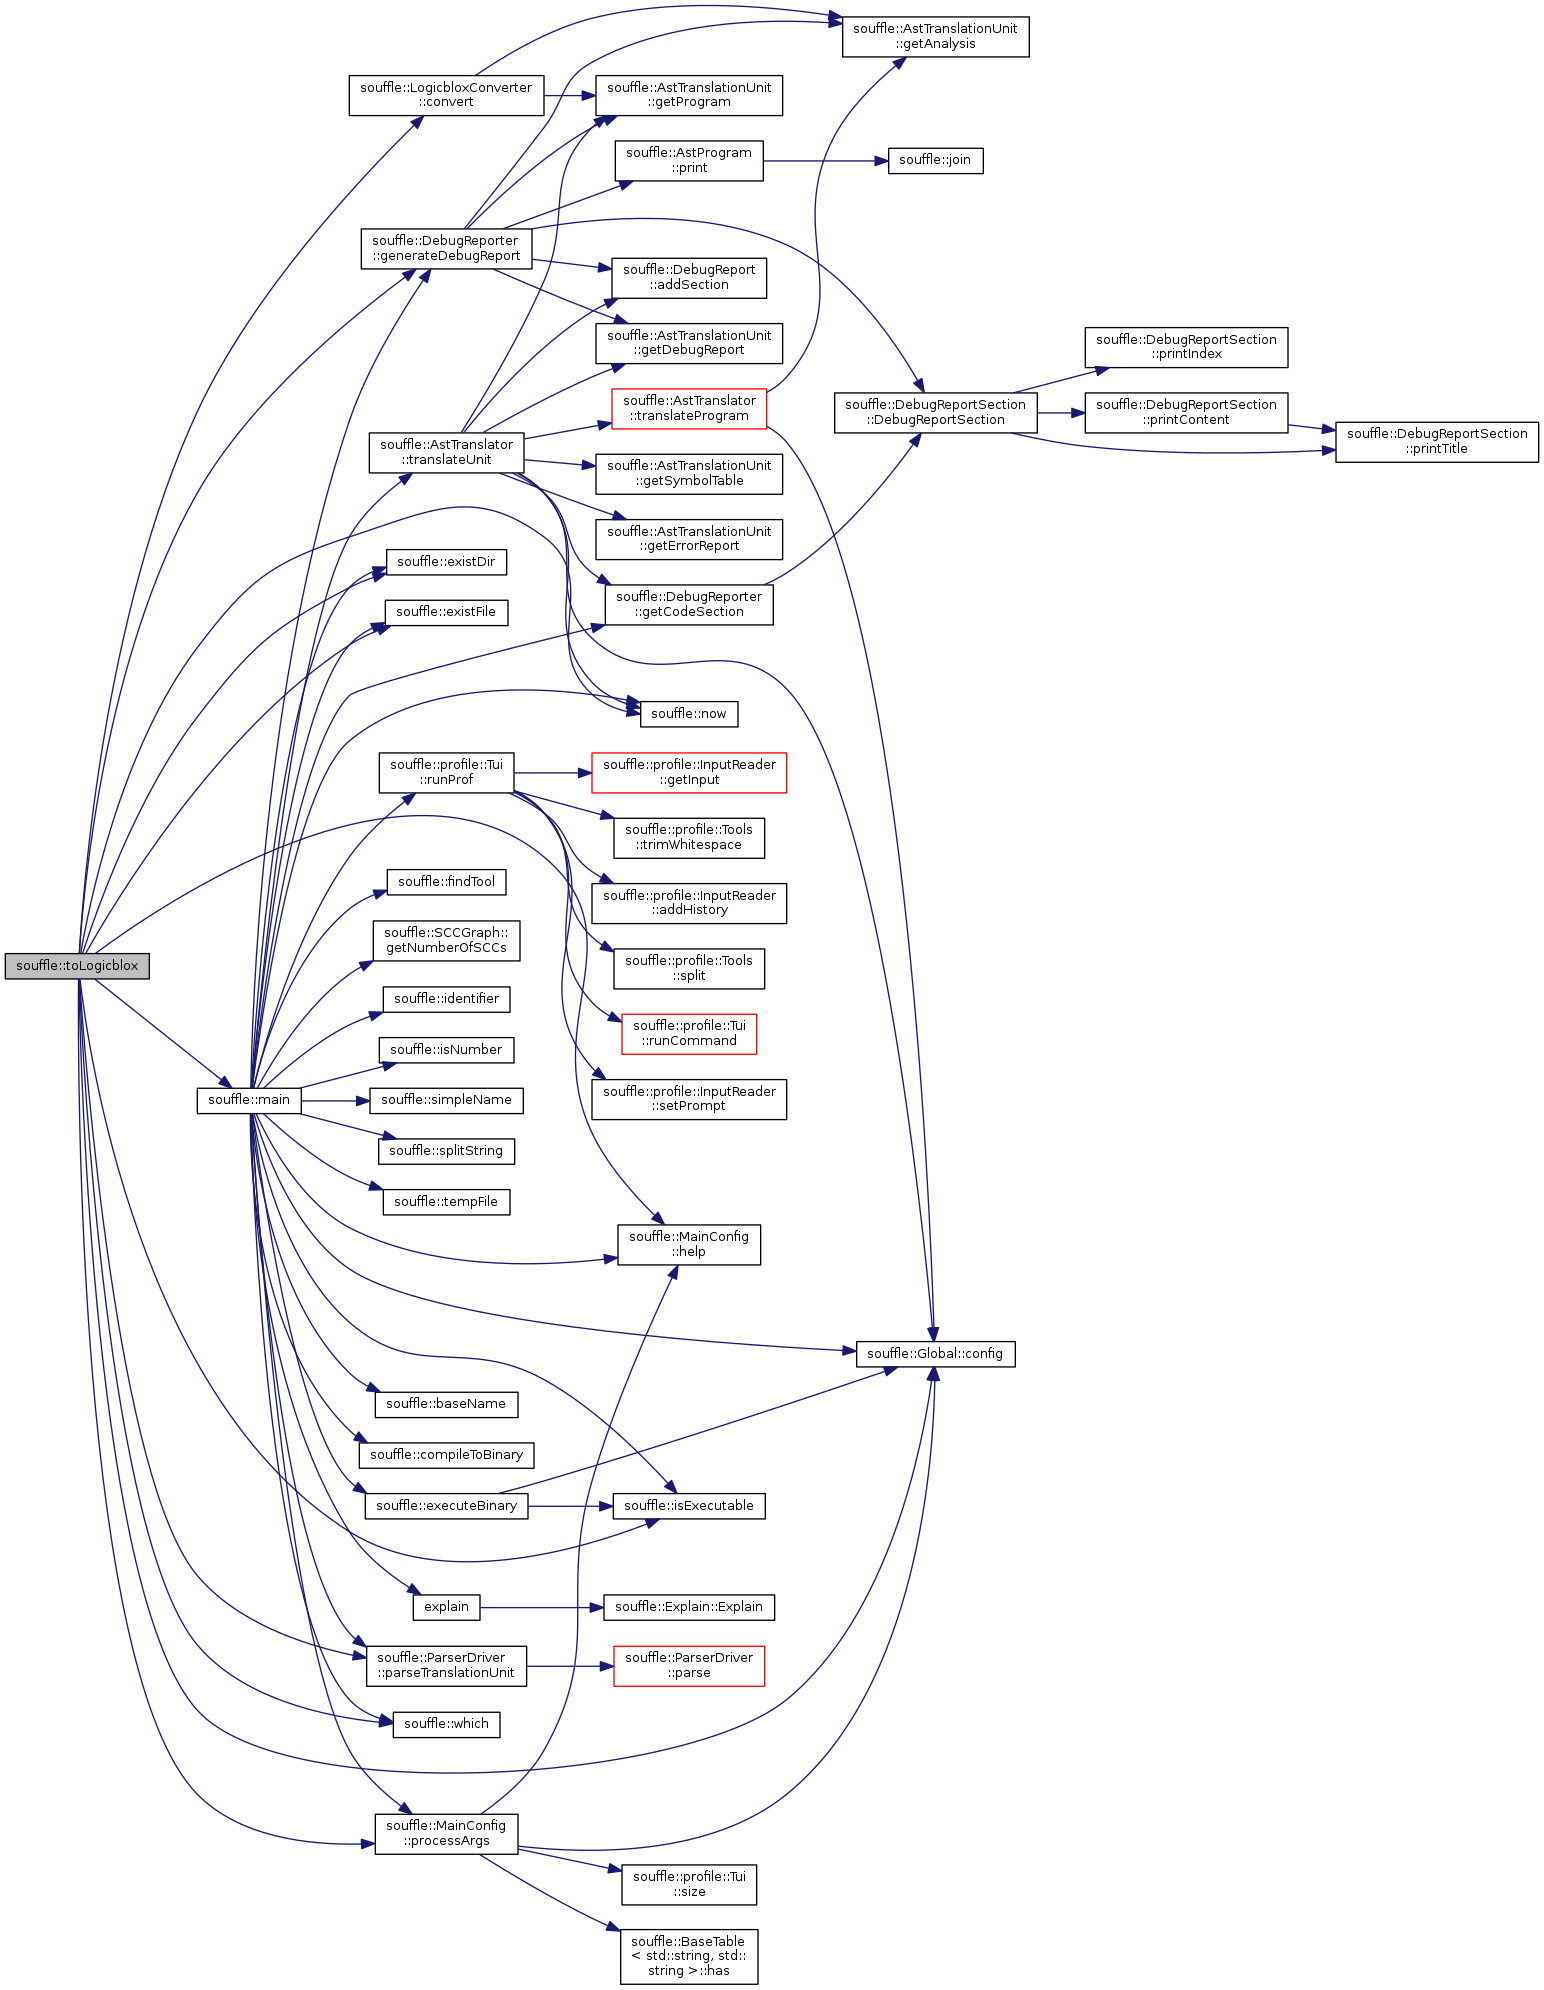 souffle::AstTranslationUnit
::getAnalysis
souffle::LogicbloxConverter
::convert
souffle::AstTranslationUnit
::getProgram
souffle::AstProgram
::print
souffle::join
souffle::DebugReporter
::generateDebugReport
souffle::DebugReport
::addSection
souffle::AstTranslationUnit
::getDebugReport
souffle::DebugReportSection
::printIndex
souffle::AstTranslator
::translateProgram
souffle::DebugReportSection
::DebugReportSection
souffle::DebugReportSection
::printContent
souffle::DebugReportSection
::printTitle
souffle::AstTranslator
::translateUnit
souffle::AstTranslationUnit
::getSymbolTable
souffle::AstTranslationUnit
::getErrorReport
souffle::existDir
souffle::existFile
souffle::DebugReporter
::getCodeSection
souffle::now
souffle::profile::Tui
::runProf
souffle::profile::InputReader
::getInput
souffle::profile::Tools
::trimWhitespace
souffle::findTool
souffle::profile::InputReader
::addHistory
souffle::SCCGraph::
getNumberOfSCCs
souffle::toLogicblox
souffle::profile::Tools
::split
souffle::identifier
souffle::profile::Tui
::runCommand
souffle::isNumber
souffle::main
souffle::simpleName
souffle::profile::InputReader
::setPrompt
souffle::splitString
souffle::tempFile
souffle::MainConfig
::help
souffle::Global::config
souffle::baseName
souffle::compileToBinary
souffle::executeBinary
souffle::isExecutable
explain
souffle::Explain::Explain
souffle::ParserDriver
::parseTranslationUnit
souffle::ParserDriver
::parse
souffle::which
souffle::MainConfig
::processArgs
souffle::profile::Tui
::size
souffle::BaseTable
< std::string, std::
string >::has